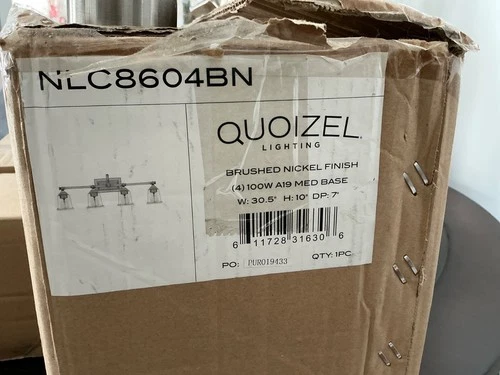 NLC8604BN
QUOIZEL
LIGHTING
BRUSHED NICKEL FINISH
(4) 100W A19 MED BASE
W: 30.5" H: 10" DP: 7"
6 11728 31630 6
PO: PUR019433 QTY: 1PC